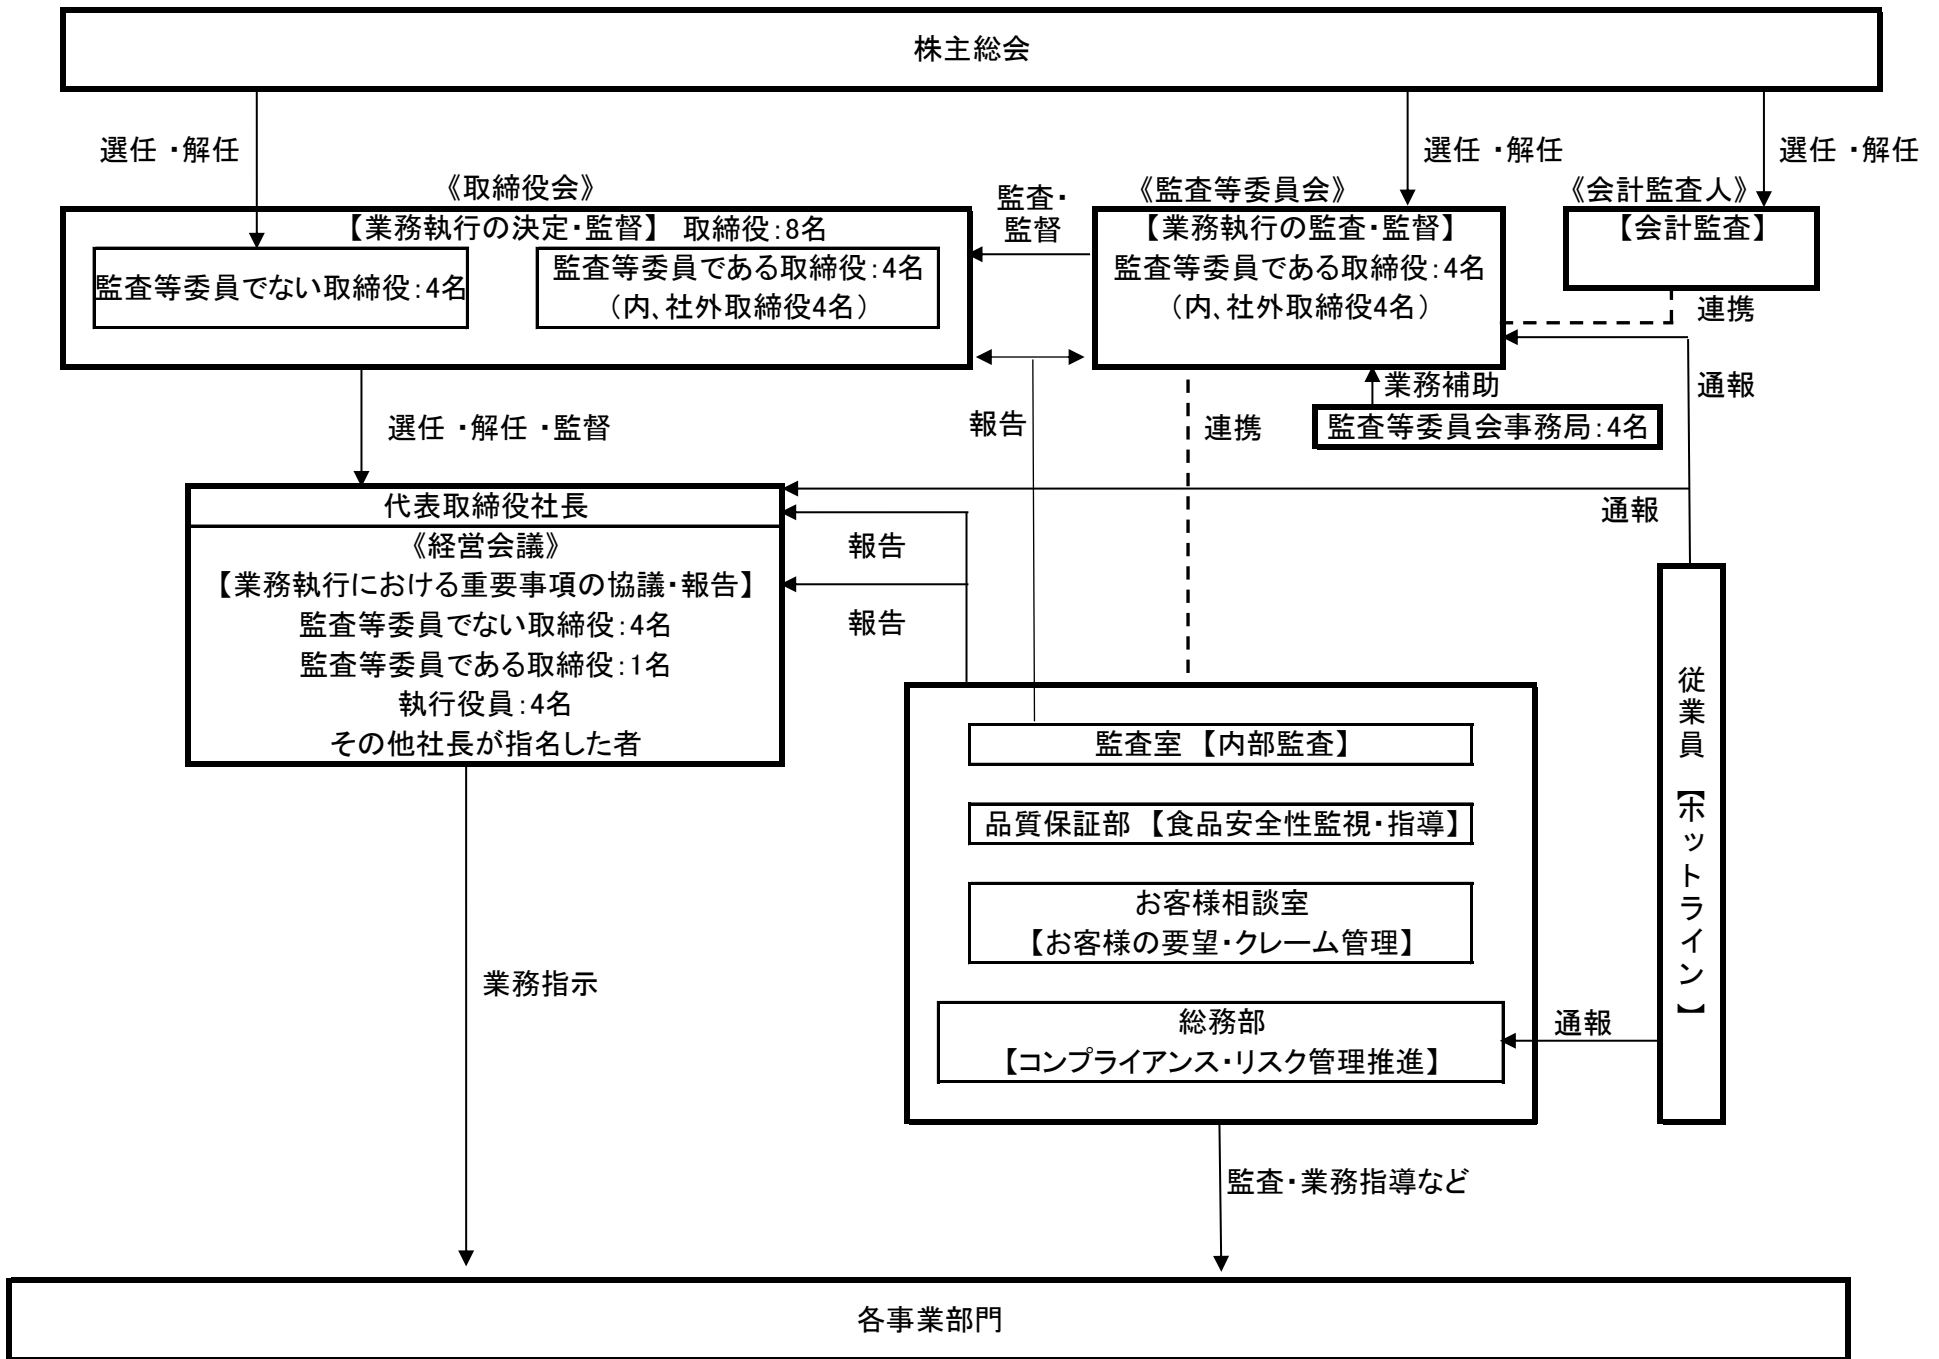 株主総会
選任・解任
選任・解任
選任・解任
《取締役会》
【業務執行の決定・監督】 取締役：8名
監査等委員でない取締役：4名
監査等委員である取締役：4名
（内、社外取締役4名）
監査・
監督
《監査等委員会》
【業務執行の監査・監督】
監査等委員である取締役：4名
（内、社外取締役4名）
《会計監査人》
【会計監査】
連携
通報
業務補助
監査等委員会事務局：4名
選任・解任・監督
報告
連携
代表取締役社長
《経営会議》
【業務執行における重要事項の協議・報告】
監査等委員でない取締役：4名
監査等委員である取締役：1名
執行役員：4名
その他社長が指名した者
報告
報告
通報
監査室 【内部監査】
品質保証部 【食品安全性監視・指導】
お客様相談室
【お客様の要望・クレーム管理】
総務部
【コンプライアンス・リスク管理推進】
通報
従業員【ホットライン】
業務指示
監査・業務指導など
各事業部門